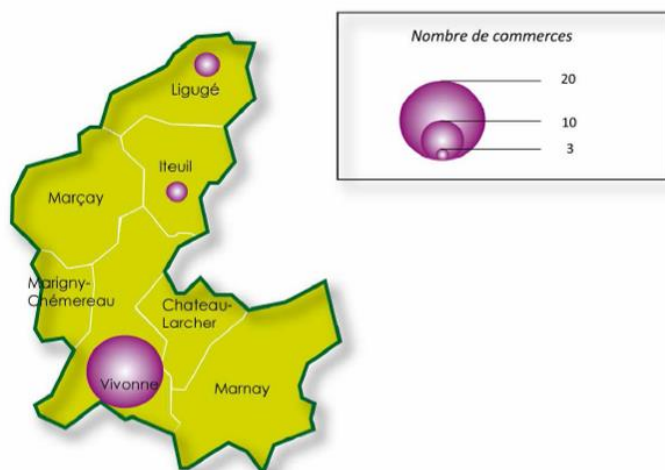 Nombre de commerces
20
10
3
Ligugé
Iteuil
Marçay
Marigny-
Chémereau
Chateau-
Larcher
Vivonne
Marnay